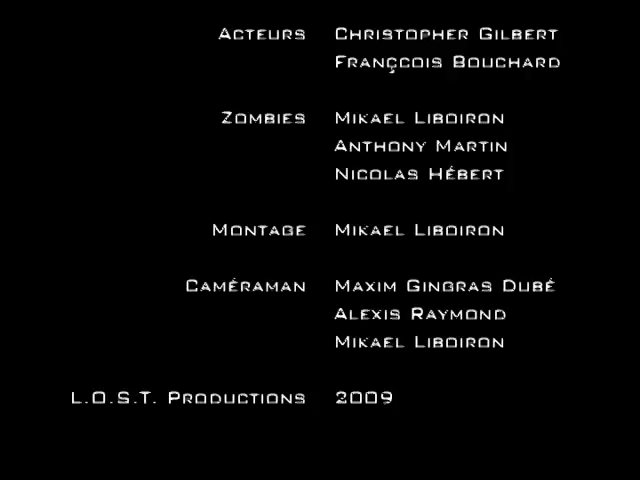 Acteurs Christopher Gilbert
Françcois Bouchard
Zombies Mikael Liboiron
Anthony Martin
Nicolas Hébert
Montage Mikael Liboiron
Caméraman Maxim Gingras Dubé
Alexis Raymond
Mikael Liboiron
L.O.S.T. Productions 2009